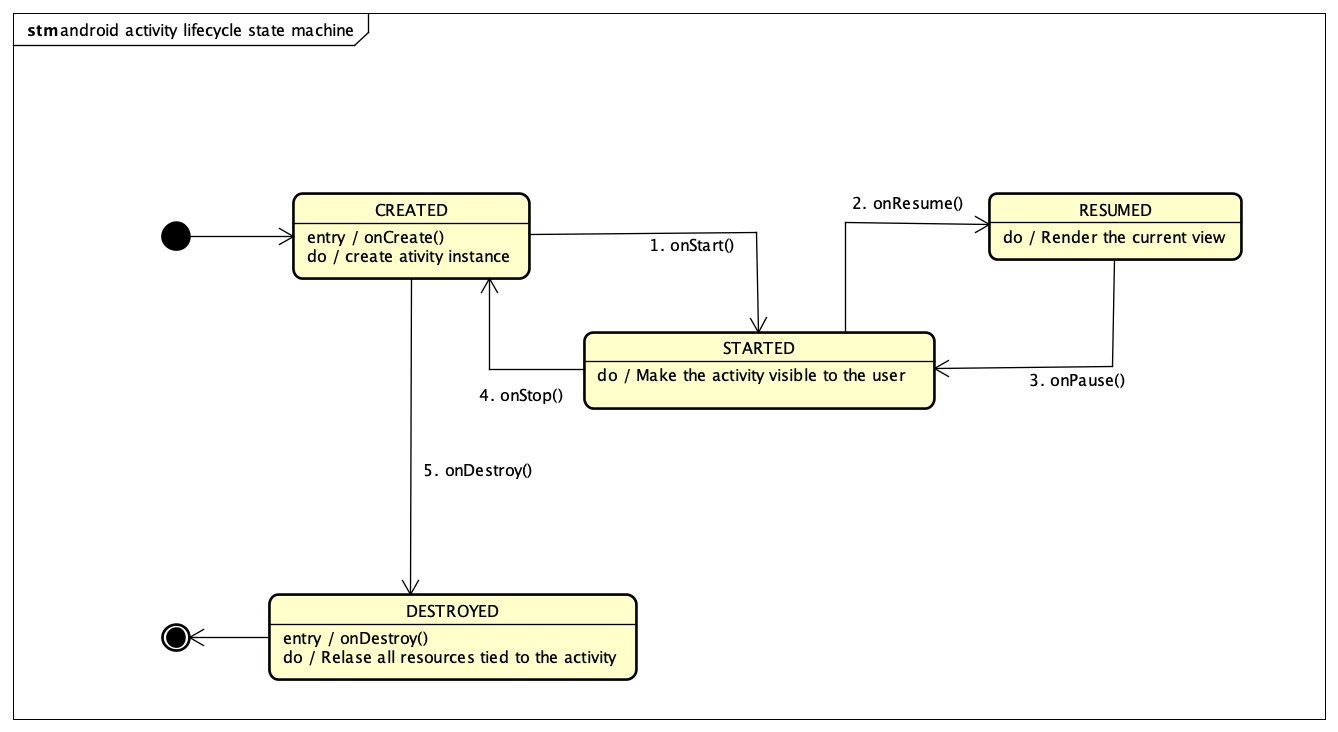 stm android activity lifecycle state machine
CREATED
entry / onCreate()
do / create ativity instance
1. onStart()
2. onResume()
RESUMED
do / Render the current view
STARTED
do / Make the activity visible to the user
3. onPause()
4. onStop()
5. onDestroy()
DESTROYED
entry / onDestroy()
do / Relase all resources tied to the activity